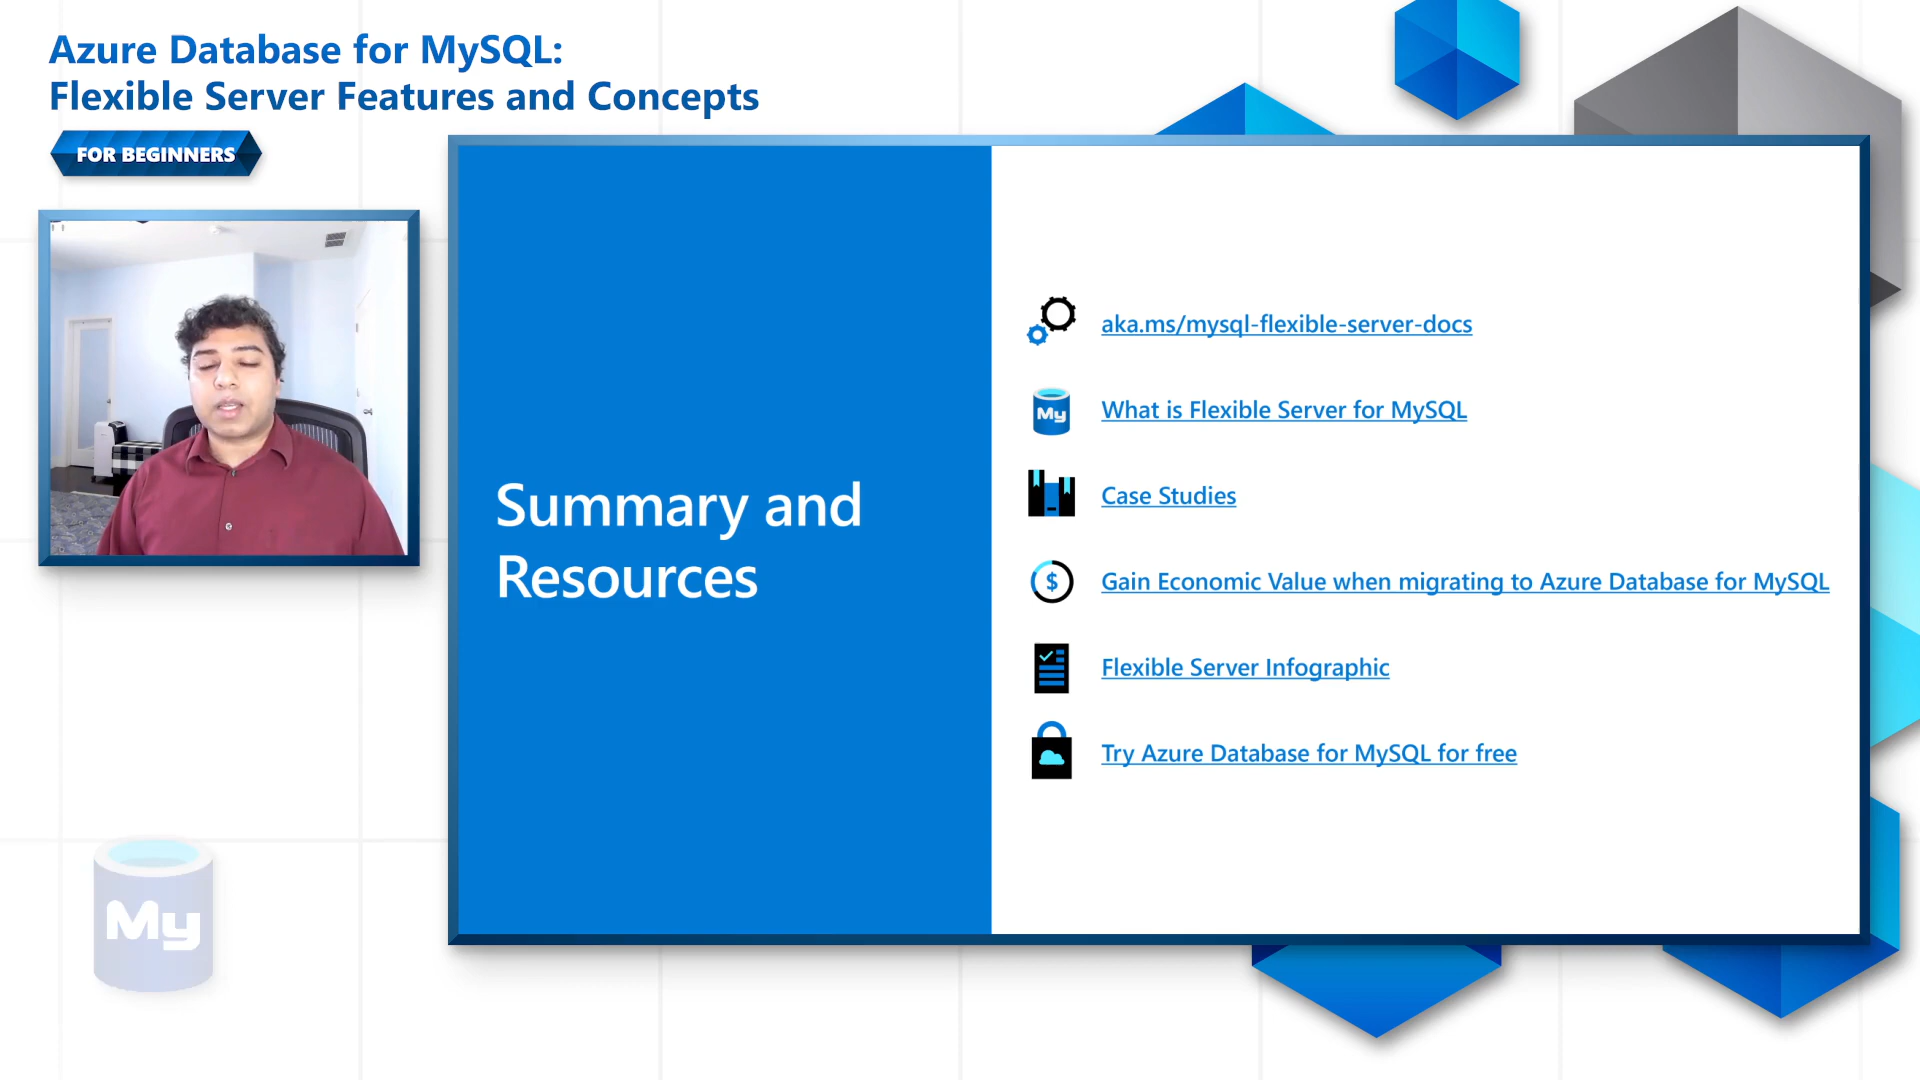 Azure Database for MySQL:
Flexible Server Features and Concepts
FOR BEGINNERS
Summary and
Resources
aka.ms/mysql-flexible-server-docs
My
What is Flexible Server for MySQL
Case Studies
$
Gain Economic Value when migrating to Azure Database for MySQL
Flexible Server Infographic
Try Azure Database for MySQL for free
My